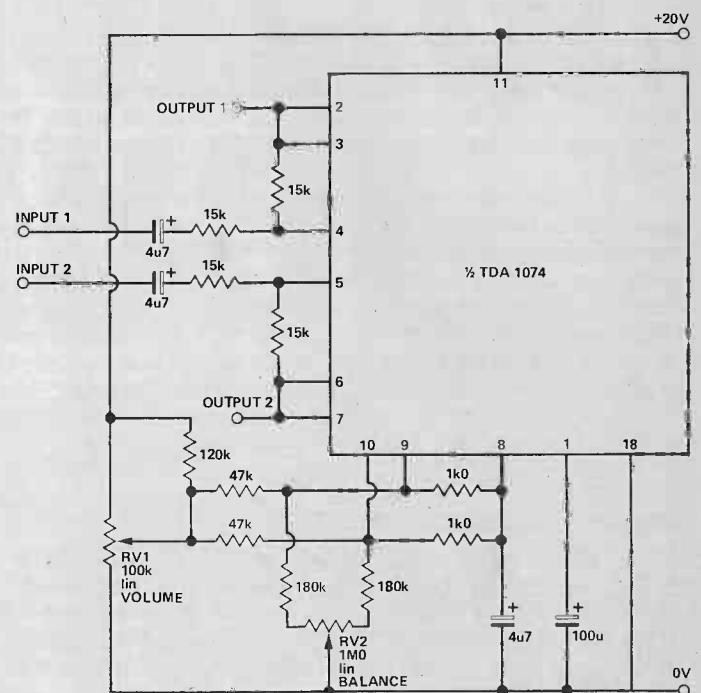 +20V
11
OUTPUT 1
2
3
15k
INPUT 1
15k
4
4u7
+
INPUT 2
15k
5
4u7
+
½ TDA 1074
15k
6
OUTPUT 2
7
10
9
8
1
18
120k
47k
1k0
47k
1k0
RV1
100k
lin
VOLUME
180k
180k
+
4u7
+
100u
RV2
1M0
lin
BALANCE
0V